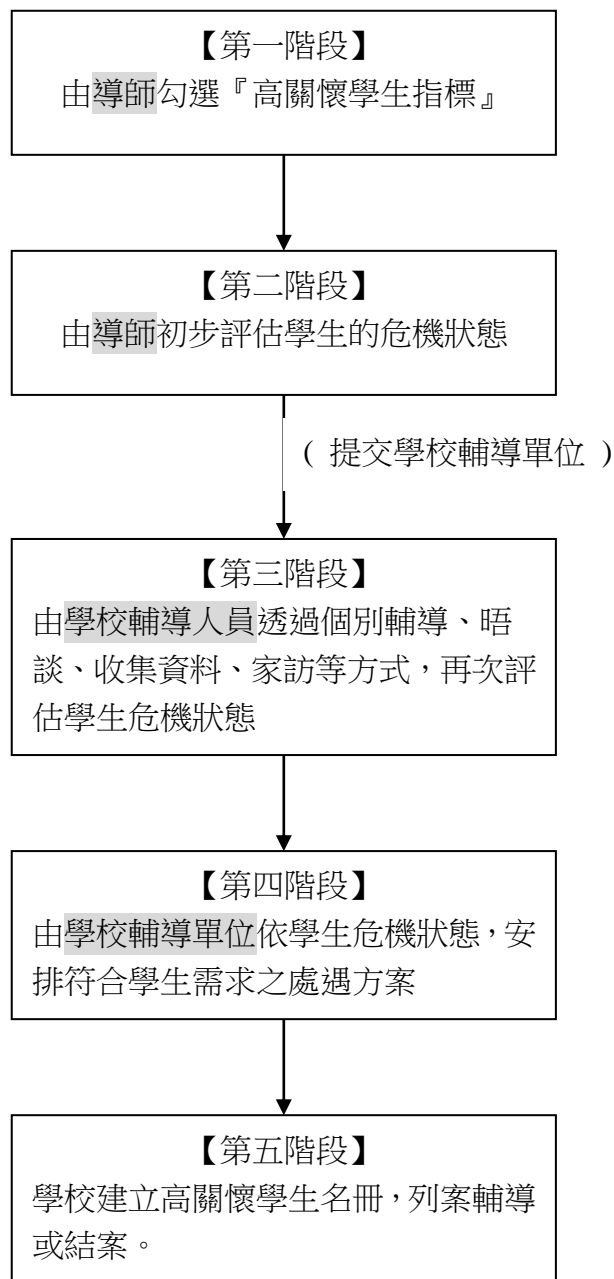 【第一階段】
由導師勾選『高關懷學生指標』
【第二階段】
由導師初步評估學生的危機狀態
( 提交學校輔導單位 )
【第三階段】
由學校輔導人員透過個別輔導、晤
談、收集資料、家訪等方式，再次評
估學生危機狀態
【第四階段】
由學校輔導單位依學生危機狀態，安
排符合學生需求之處遇方案
【第五階段】
學校建立高關懷學生名冊，列案輔導
或結案。